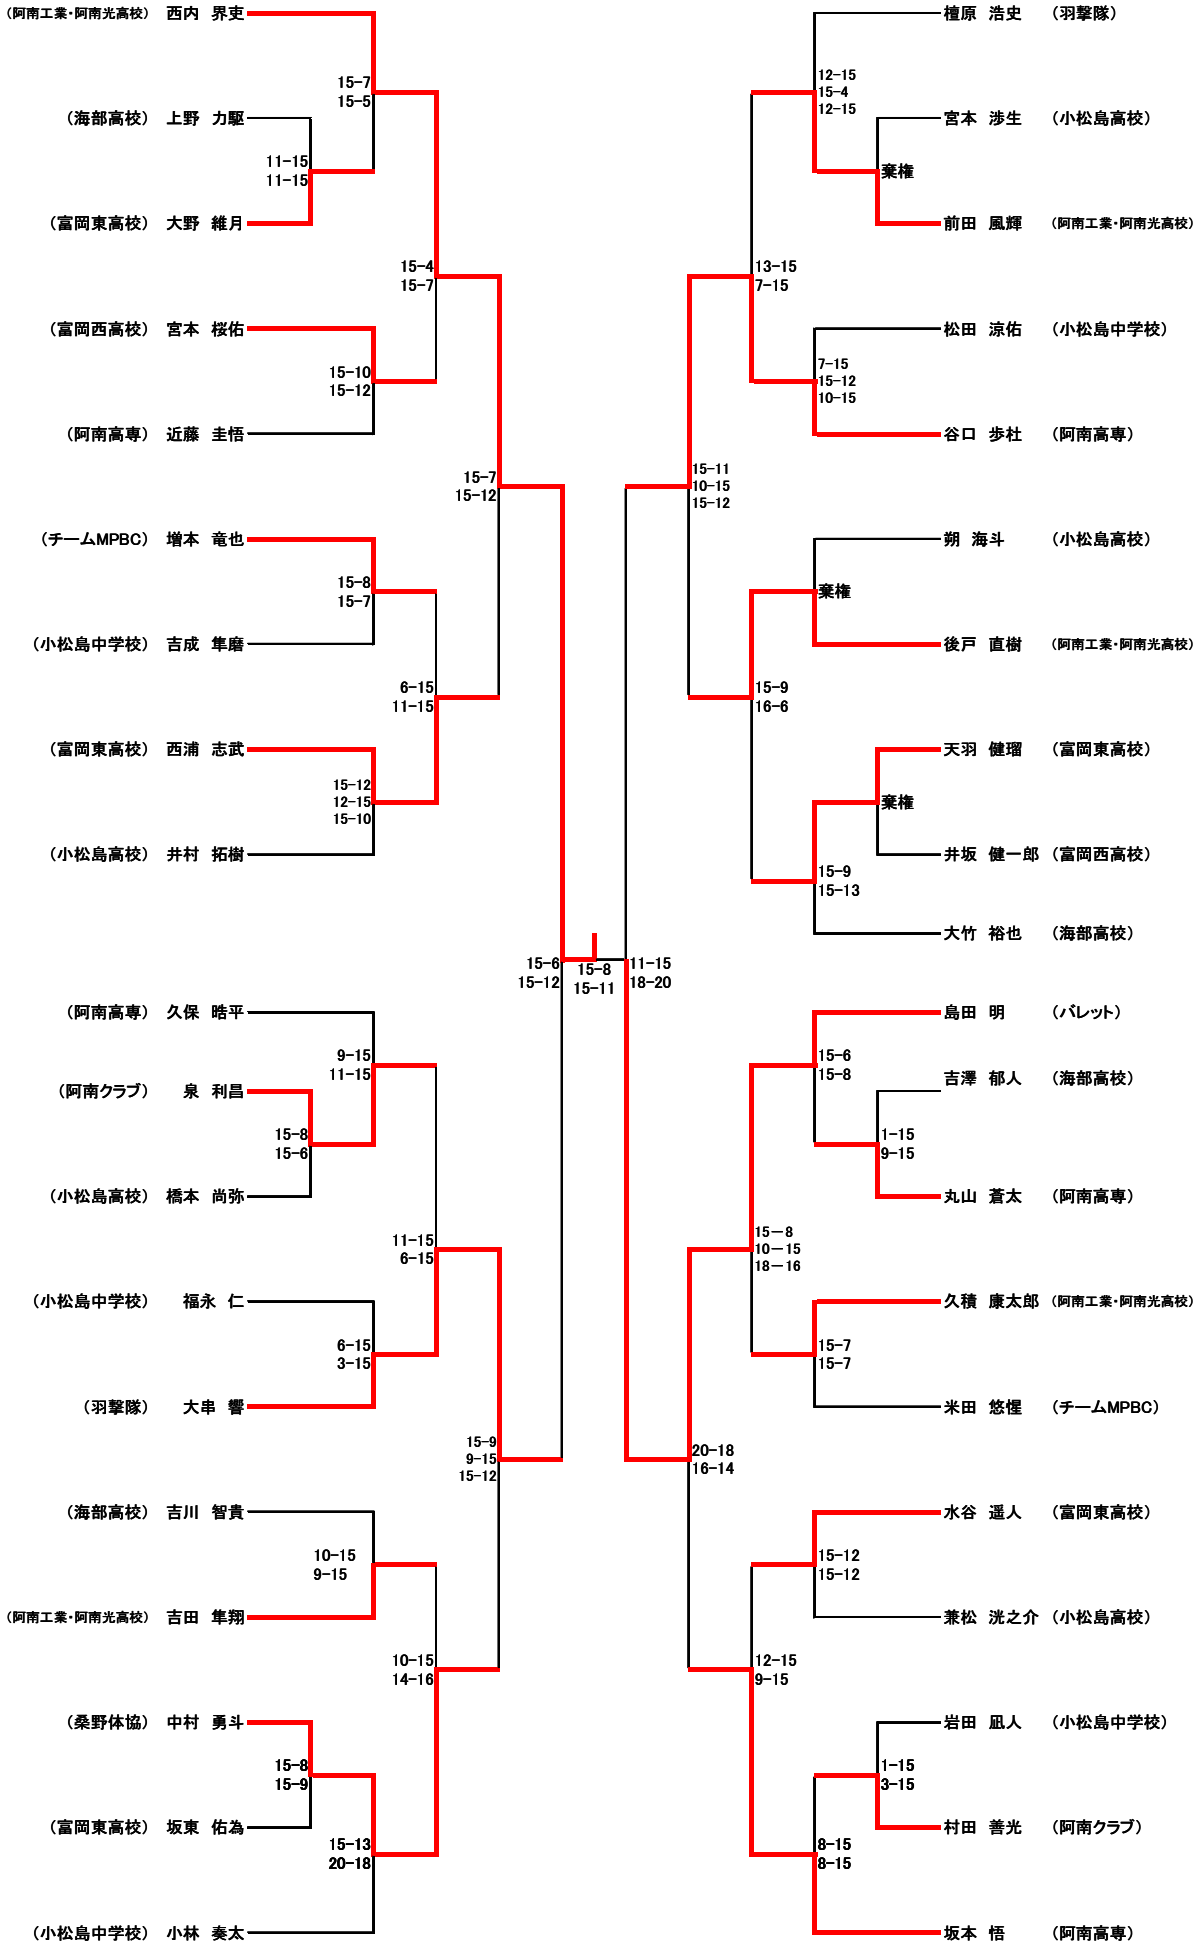 (阿南工業・阿南光高校) 西内 界吏
15-7
15-5
(海部高校) 上野 力駆
11-15
11-15
(富岡東高校) 大野 維月
15-4
15-7
(富岡西高校) 宮本 桜佑
15-10
15-12
(阿南高専) 近藤 圭悟
15-7
15-12
(チームMPBC) 増本 竜也
15-8
15-7
(小松島中学校) 吉成 隼磨
6-15
11-15
(富岡東高校) 西浦 志武
15-12
12-15
15-10
(小松島高校) 井村 拓樹
15-6
15-12
(阿南高専) 久保 晧平
9-15
11-15
(阿南クラブ) 泉 利昌
15-8
15-6
(小松島高校) 橋本 尚弥
11-15
6-15
(小松島中学校) 福永 仁
6-15
3-15
(羽撃隊) 大串 響
15-9
9-15
15-12
(海部高校) 吉川 智貴
10-15
9-15
(阿南工業・阿南光高校) 吉田 隼翔
10-15
14-16
(桑野体協) 中村 勇斗
15-8
15-9
(富岡東高校) 坂東 佑為
15-13
20-18
(小松島中学校) 小林 奏太
15-8
15-11
檀原 浩史 (羽撃隊)
12-15
15-4
12-15
宮本 渉生 (小松島高校)
棄権
前田 風輝 (阿南工業・阿南光高校)
13-15
7-15
松田 涼佑 (小松島中学校)
7-15
15-12
10-15
谷口 歩杜 (阿南高専)
15-11
10-15
15-12
朔 海斗 (小松島高校)
棄権
後戸 直樹 (阿南工業・阿南光高校)
15-9
16-6
天羽 健瑠 (富岡東高校)
棄権
井坂 健一郎 (富岡西高校)
15-9
15-13
大竹 裕也 (海部高校)
11-15
18-20
島田 明 (バレット)
15-6
15-8
吉澤 郁人 (海部高校)
1-15
9-15
丸山 蒼太 (阿南高専)
15－8
10－15
18－16
久積 康太郎 (阿南工業・阿南光高校)
15-7
15-7
米田 悠惺 (チームMPBC)
20-18
16-14
水谷 遥人 (富岡東高校)
15-12
15-12
兼松 洸之介 (小松島高校)
12-15
9-15
岩田 凪人 (小松島中学校)
1-15
3-15
村田 善光 (阿南クラブ)
8-15
8-15
坂本 悟 (阿南高専)